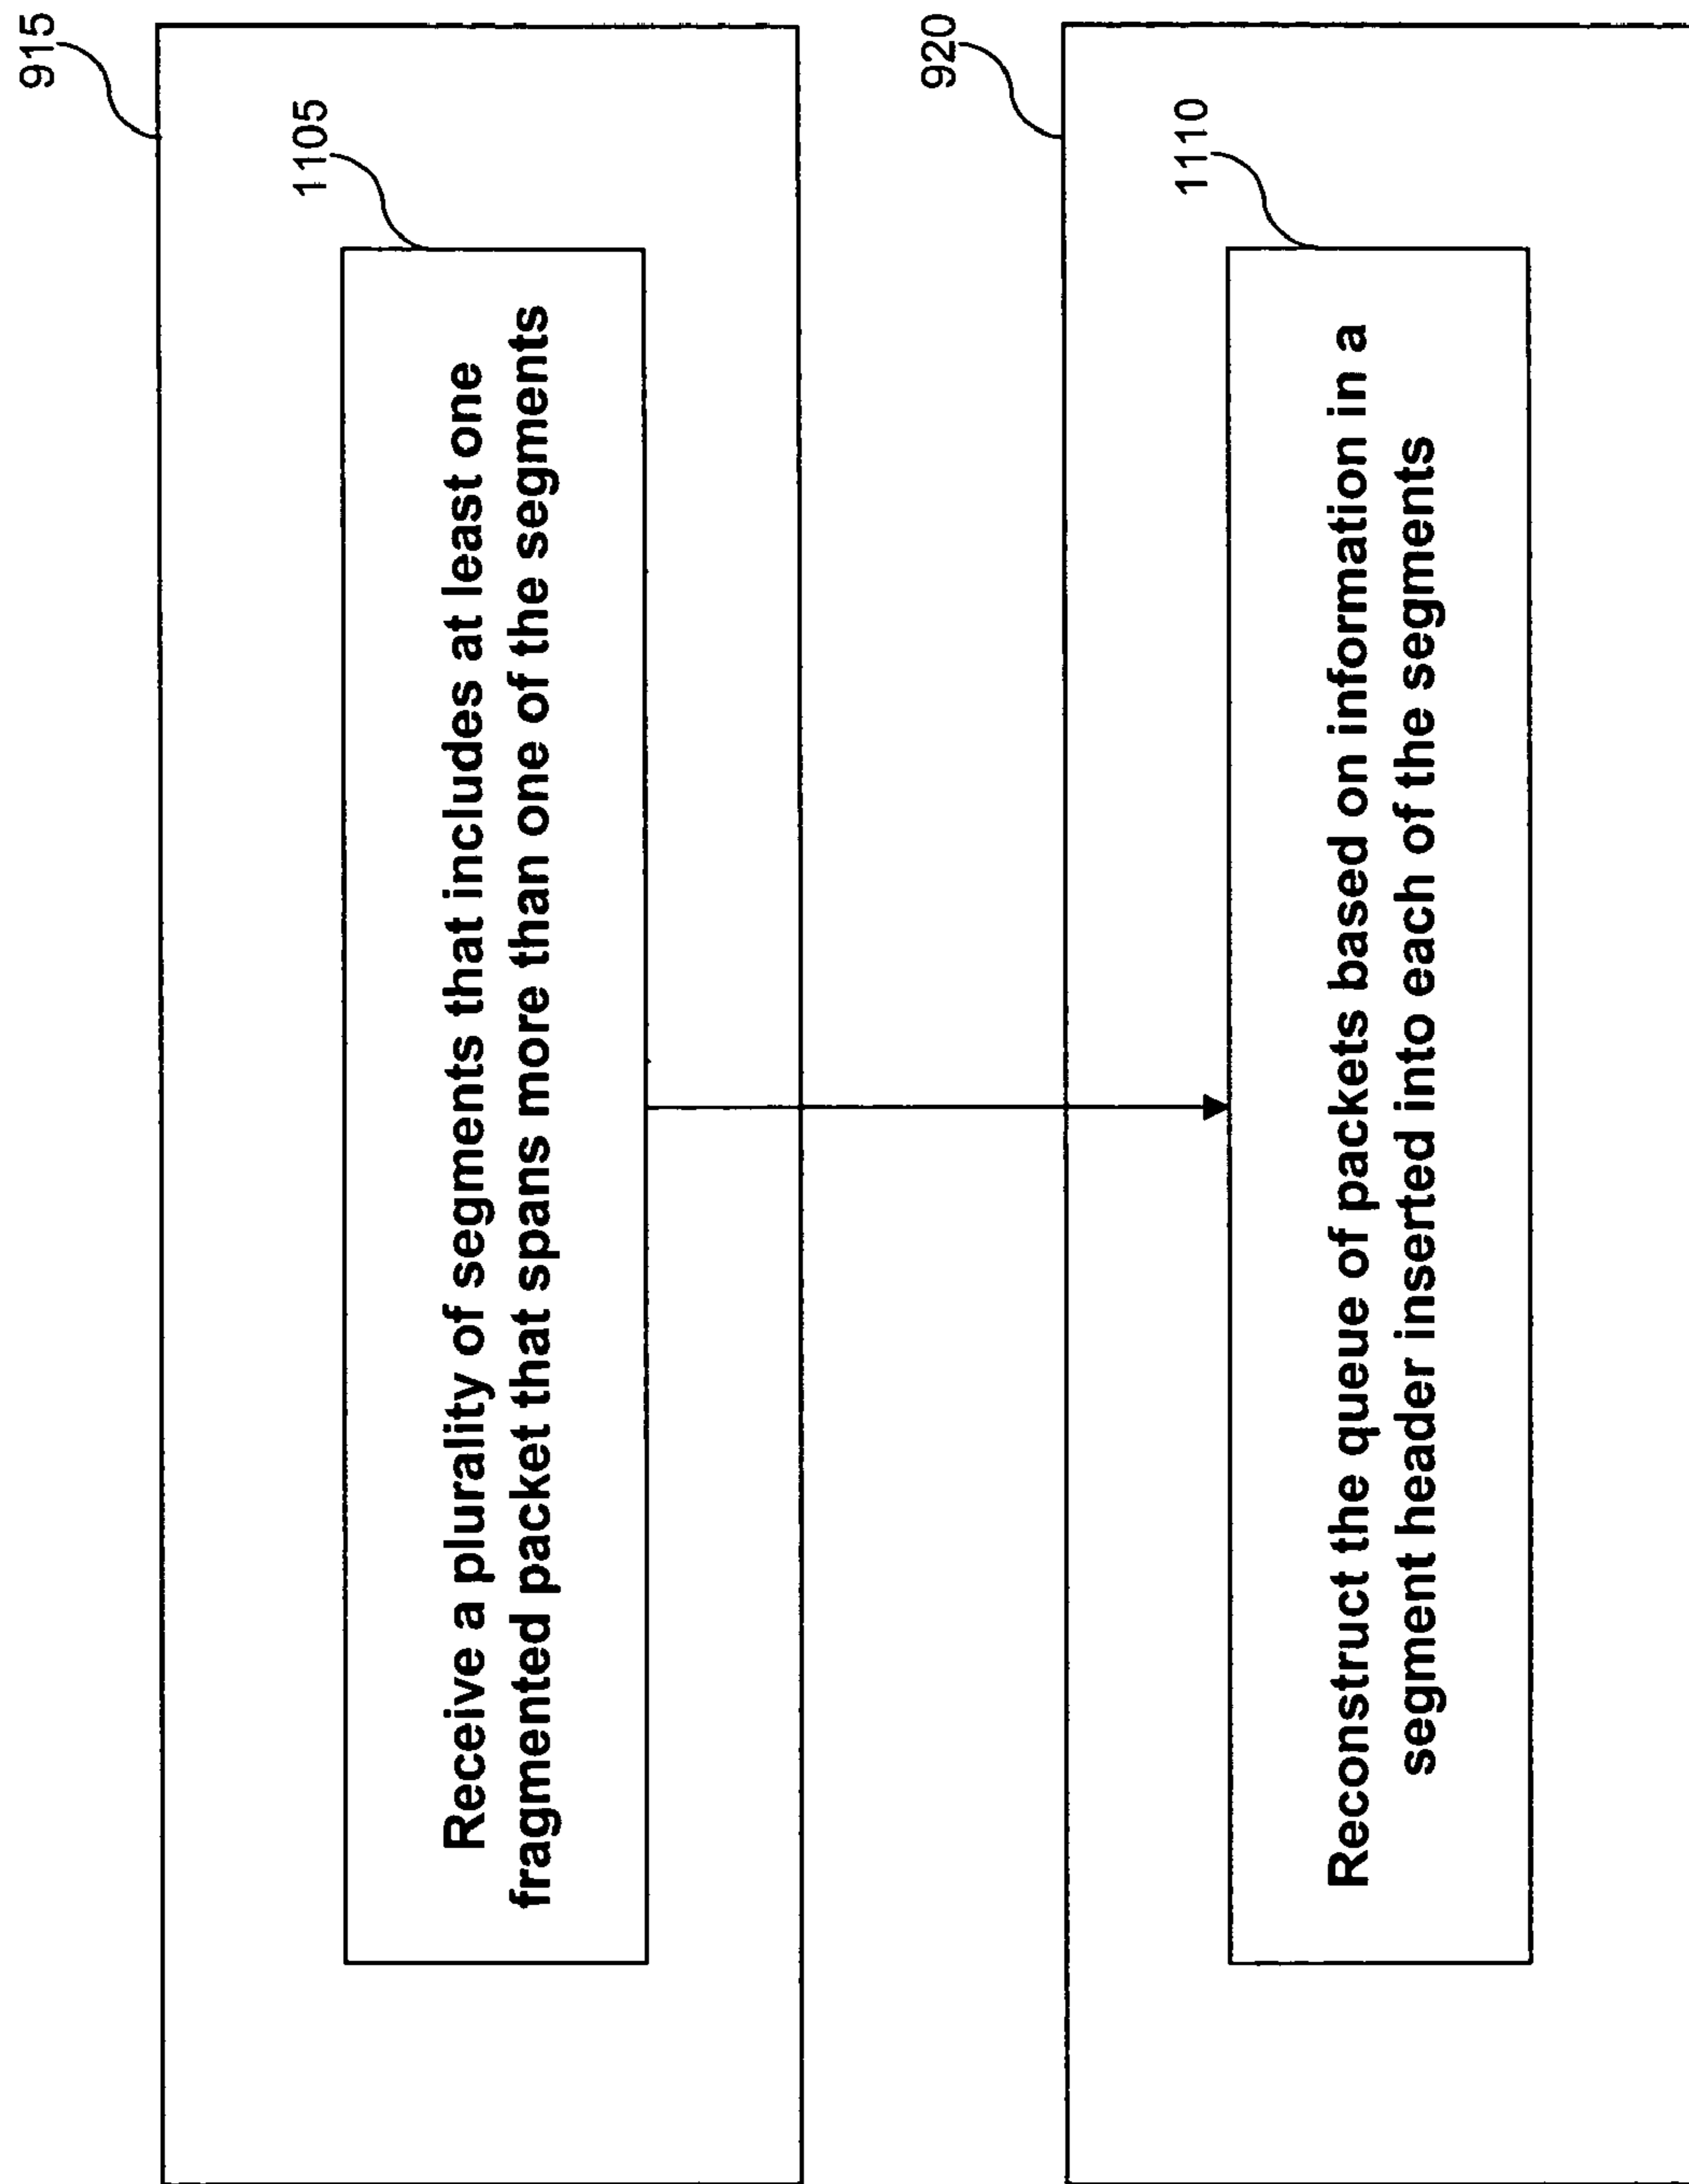 915
1105
Receive a plurality of segments that includes at least one
fragmented packet that spans more than one of the segments
920
1110
Reconstruct the queue of packets based on information in a
segment header inserted into each of the segments